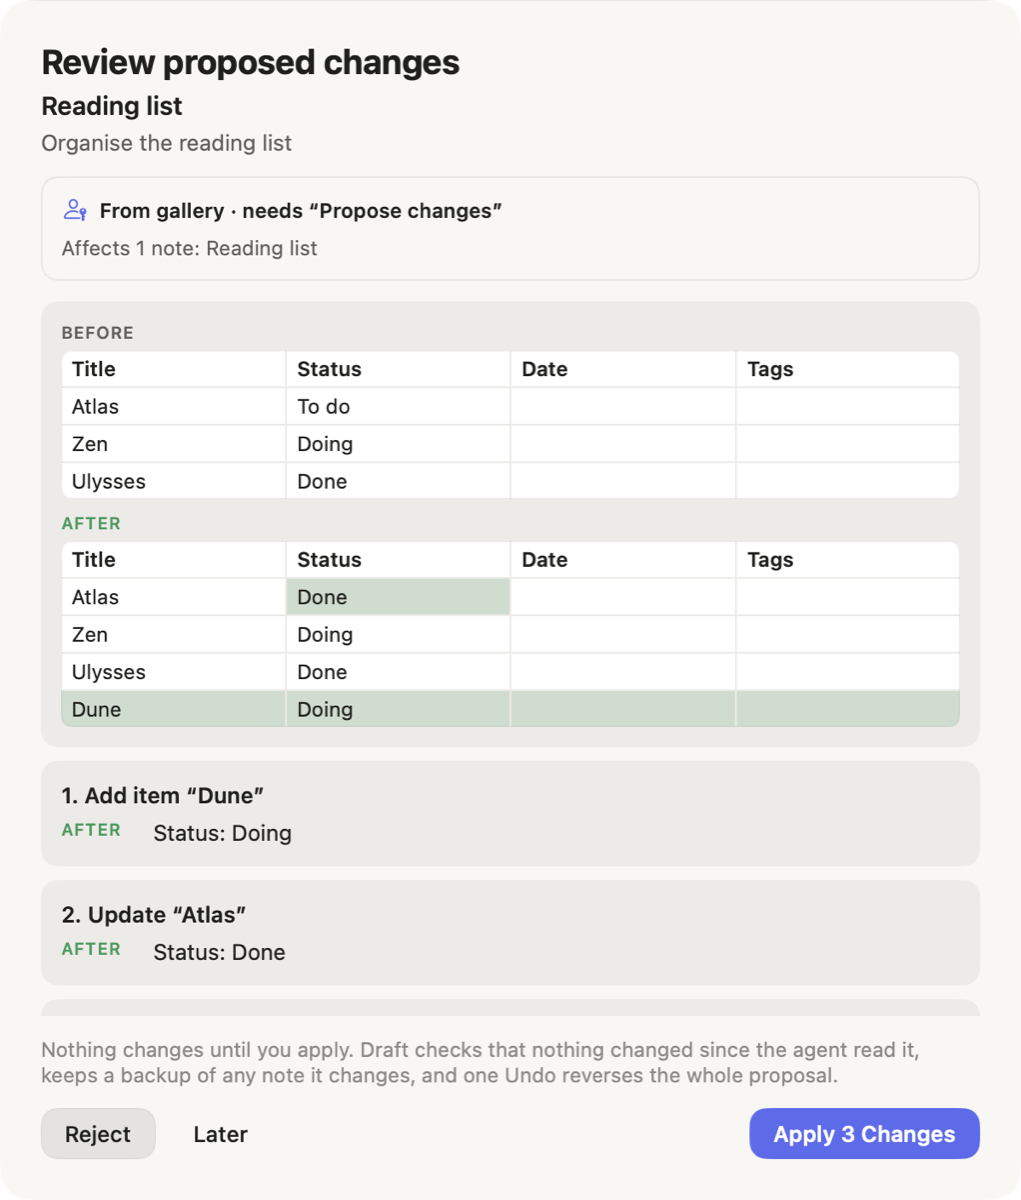 Review proposed changes
Reading list
Organise the reading list
From gallery · needs “Propose changes”
Affects 1 note: Reading list
BEFORE
Title Status Date Tags
Atlas To do
Zen Doing
Ulysses Done
AFTER
Title Status Date Tags
Atlas Done
Zen Doing
Ulysses Done
Dune Doing
1. Add item “Dune”
AFTER Status: Doing
2. Update “Atlas”
AFTER Status: Done
Nothing changes until you apply. Draft checks that nothing changed since the agent read it,
keeps a backup of any note it changes, and one Undo reverses the whole proposal.
Reject Later Apply 3 Changes